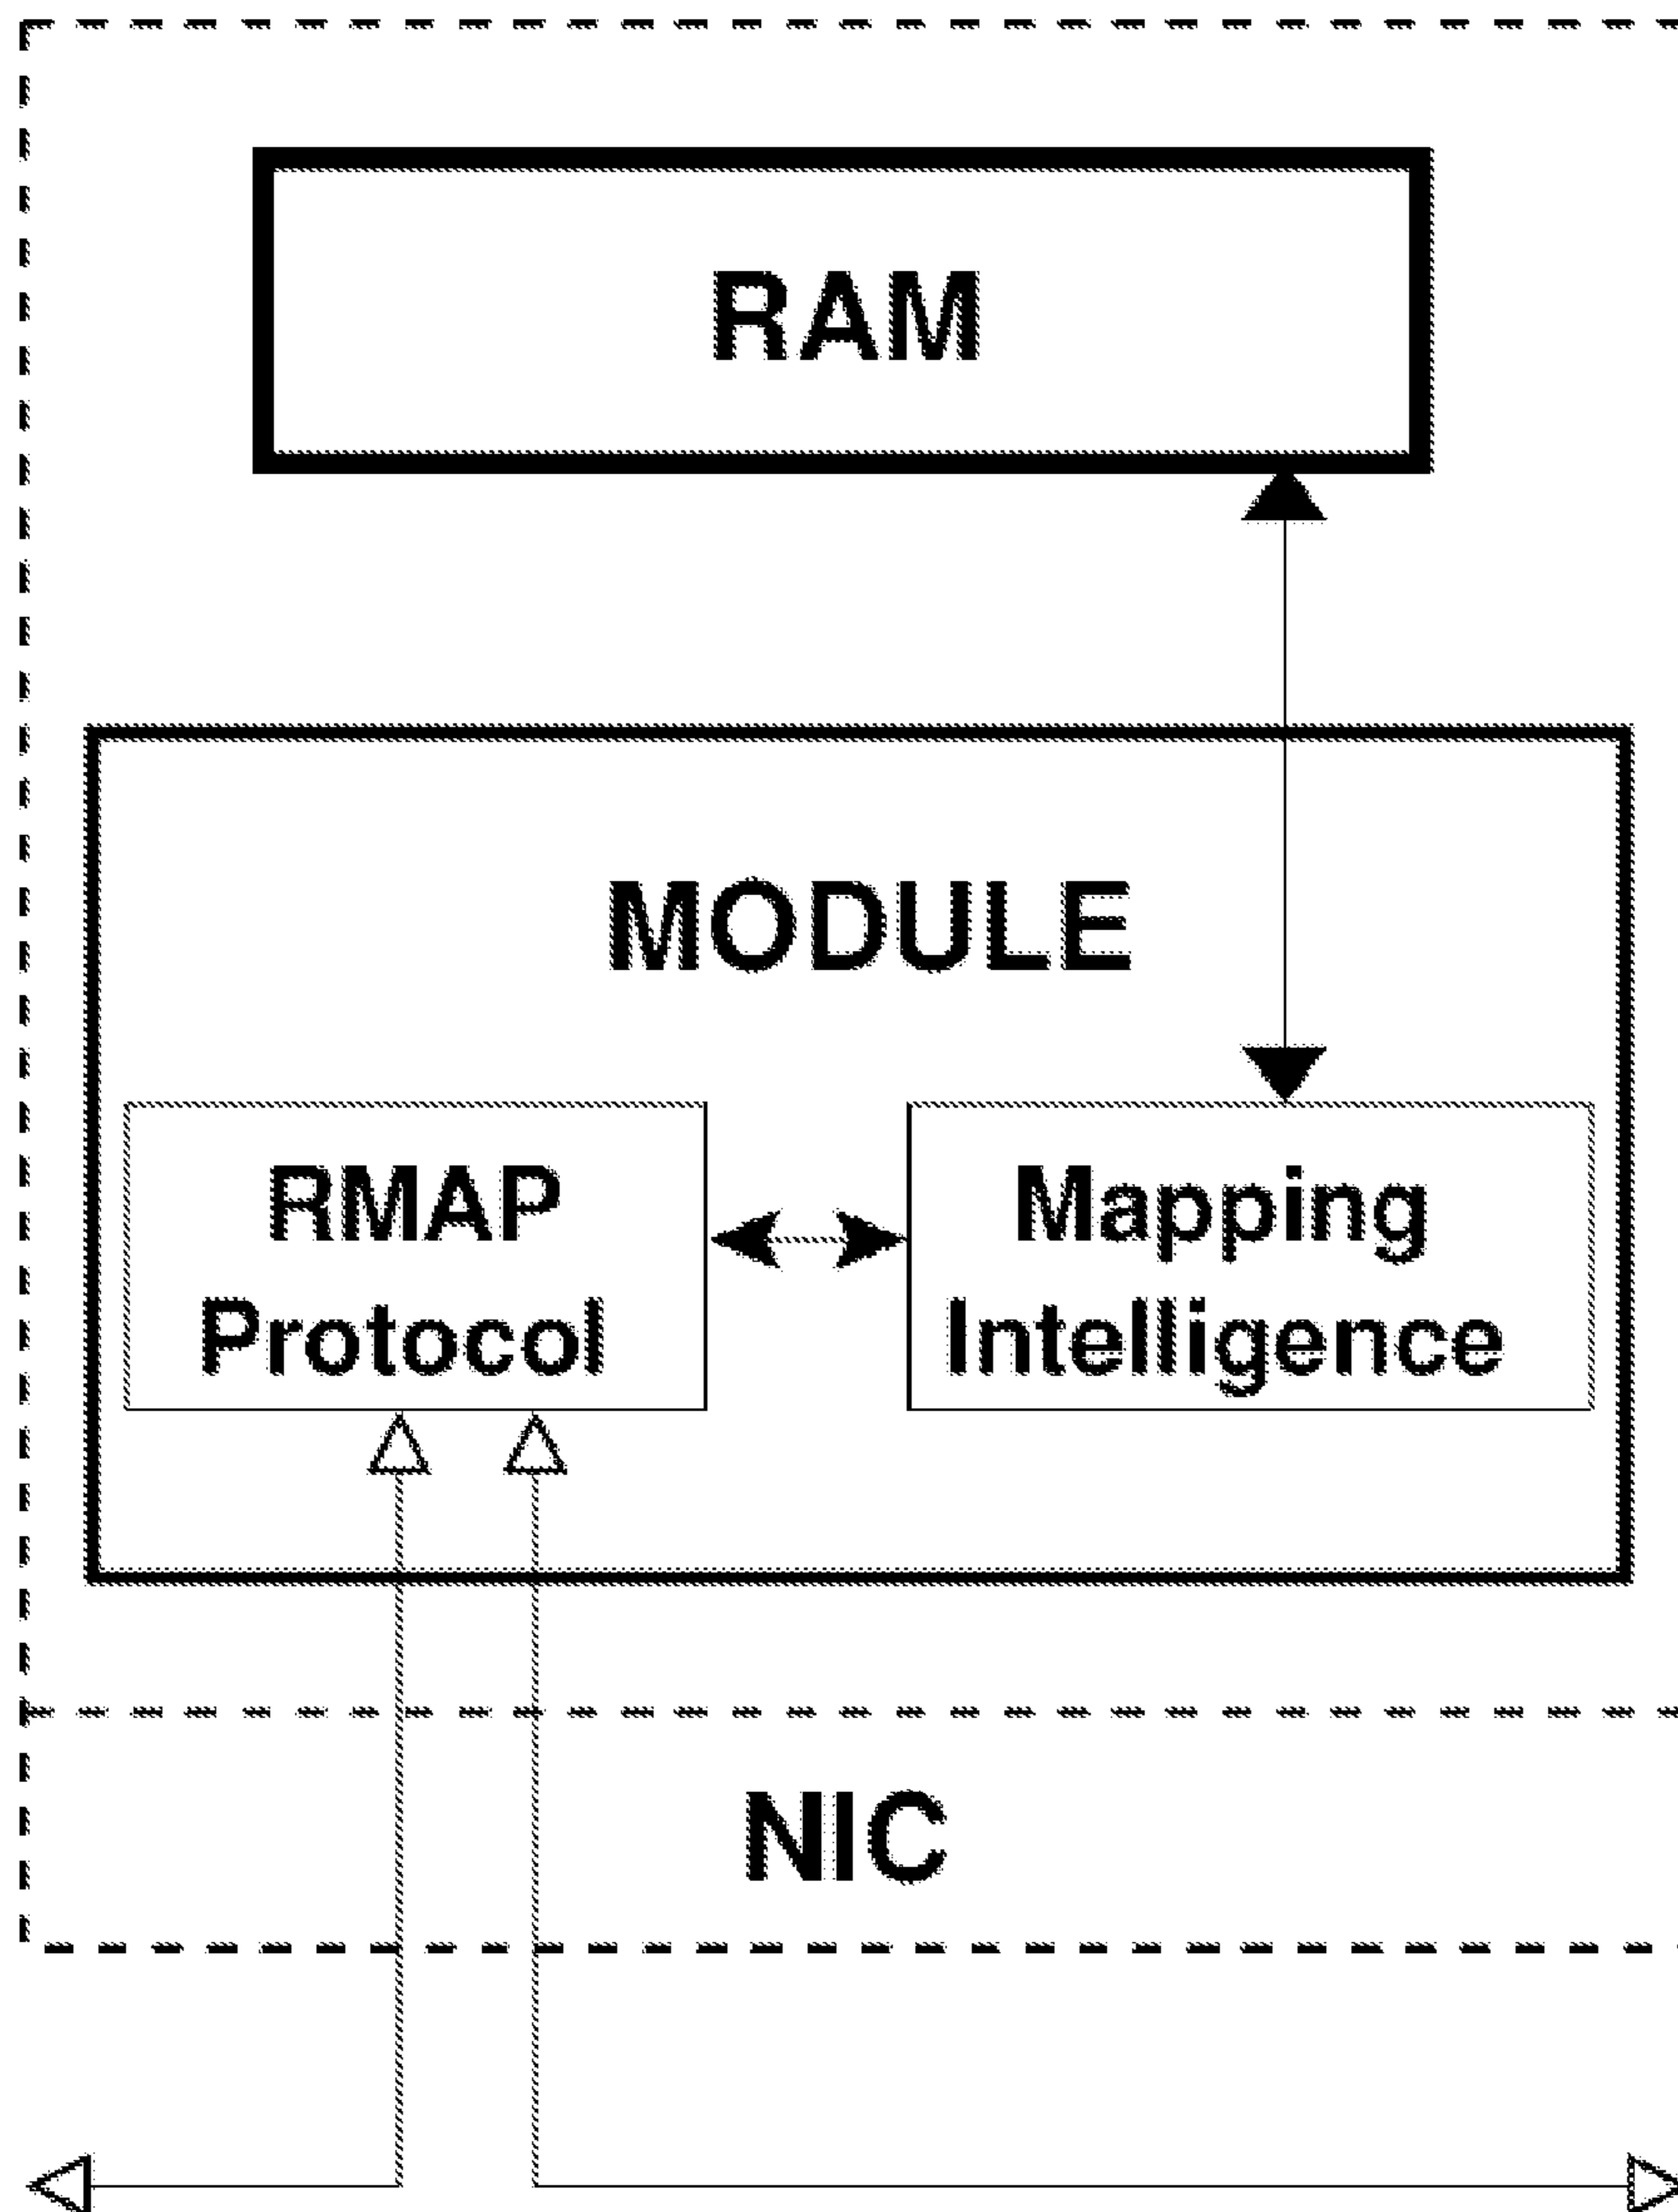 RAM
MODULE
RMAP
Protocol
Mapping
Intelligence
NIC